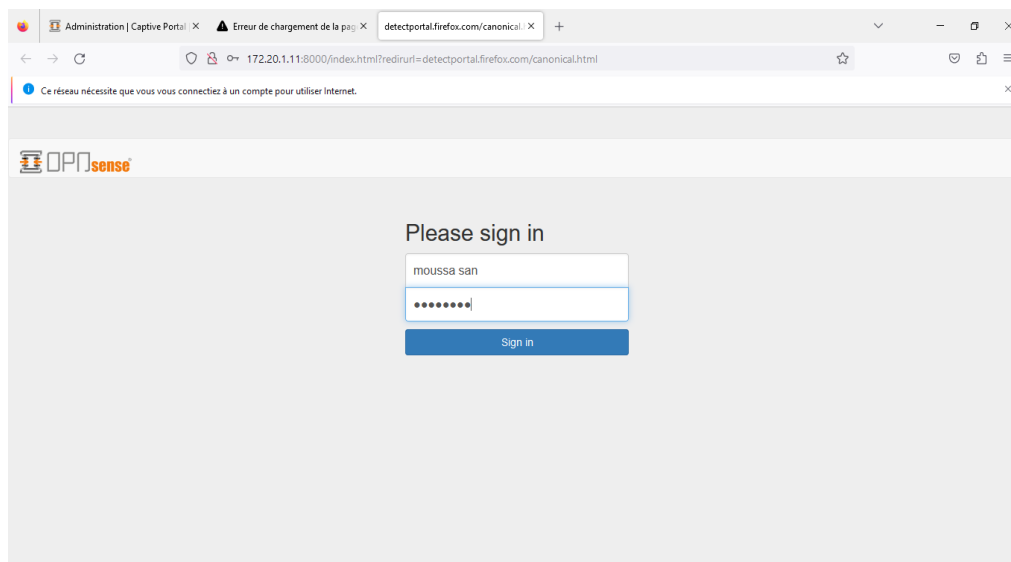 Administration | Captive Portal
Erreur de chargement de la pag
detectportal.firefox.com/canonical.
172.20.1.11:8000/index.html?redirurl=detectportal.firefox.com/canonical.html
Ce réseau nécessite que vous vous connectiez à un compte pour utiliser Internet.
OPNsense
Please sign in
moussa san
Sign in